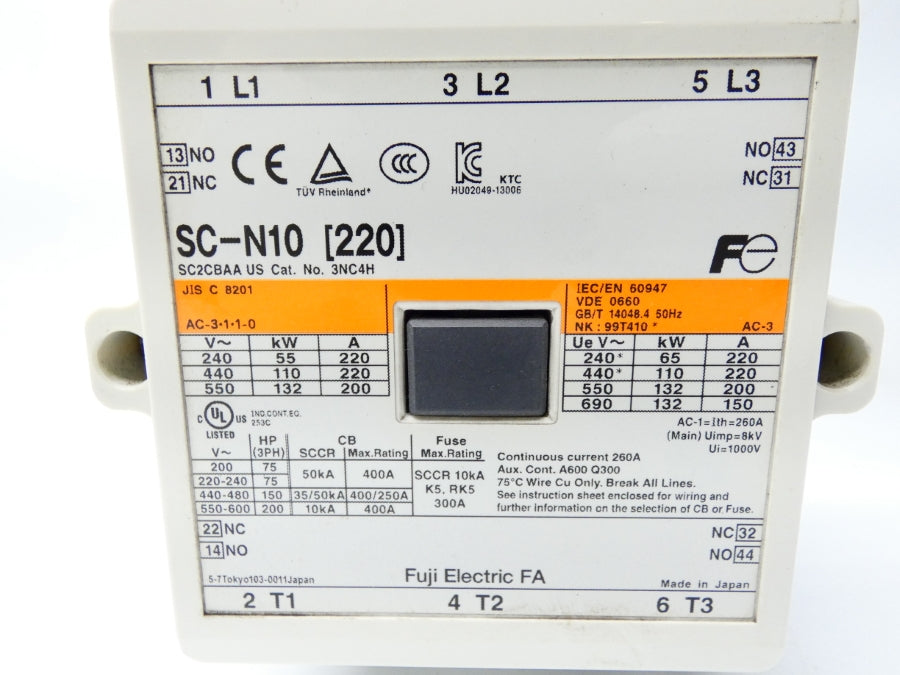 1 L1 3 L2 5 L3
13 NO CE NO 43
21 NC TÜV Rheinland® CCC KC KTC NC 31
HU02049-13006
SC-N10 [220] Fe
SC2CBAA US Cat. No. 3NC4H
JIS C 8201 IEC/EN 60947
VDE 0660
GB/T 14048.4 50Hz
AC-3·1·1-0 NK : 99T410 * AC-3
V~ kW A Ue V~ kW A
240 55 220 240* 65 220
440 110 220 440* 110 220
550 132 200 550 132 200
690 132 150
C UL US IND.CONT.EQ. AC-1=Ith=260A
253C (Main) Uimp=8kV
LISTED Ui=1000V
V~ HP (3PH) CB SCCR Max.Rating Fuse Max.Rating
200 75 50kA 400A SCCR 10kA
220-240 75 K5, RK5
440-480 150 35/50kA 400/250A 300A
550-600 200 10kA 400A
Continuous current 260A
Aux. Cont. A600 Q300
75°C Wire Cu Only. Break All Lines.
See instruction sheet enclosed for wiring and
further information on the selection of CB or Fuse.
22 NC NC 32
14 NO NO 44
5-7Tokyo103-0011Japan Fuji Electric FA Made in Japan
2 T1 4 T2 6 T3